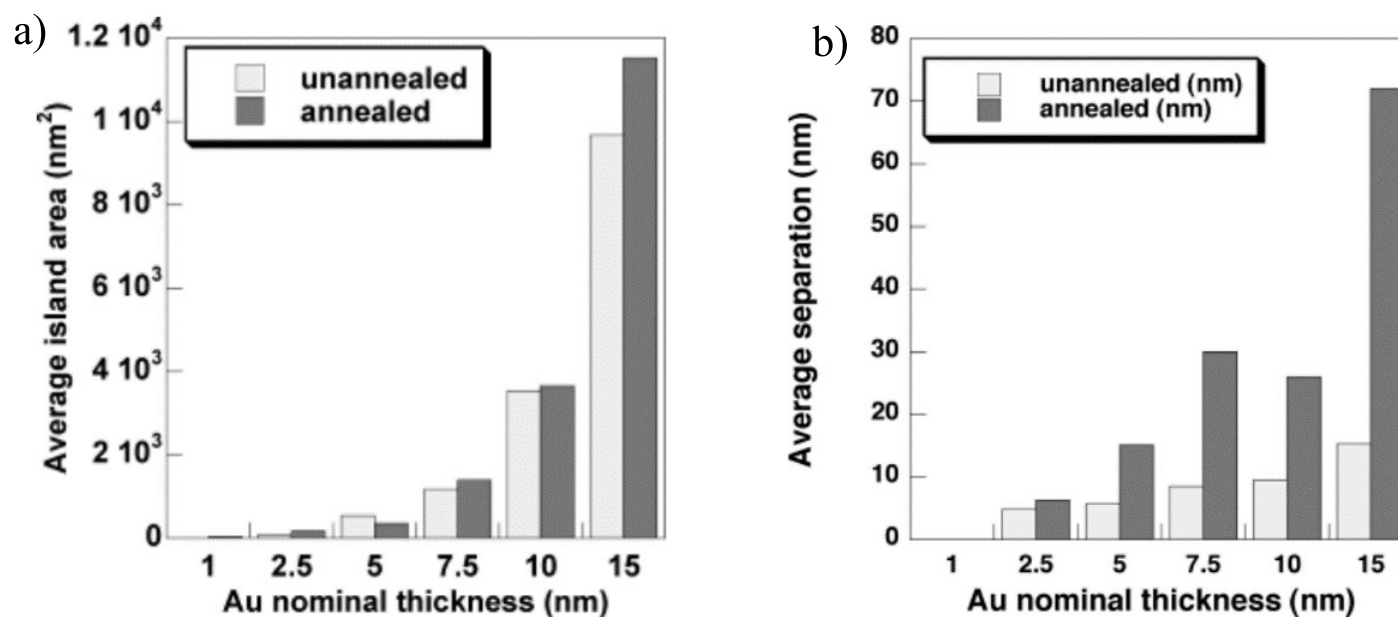 a)
unannealed
annealed
Average island area (nm²)
1.2 10⁴
1 10⁴
8 10³
6 10³
4 10³
2 10³
0
1 2.5 5 7.5 10 15
Au nominal thickness (nm)
b)
unannealed (nm)
annealed (nm)
Average separation (nm)
80
70
60
50
40
30
20
10
0
1 2.5 5 7.5 10 15
Au nominal thickness (nm)